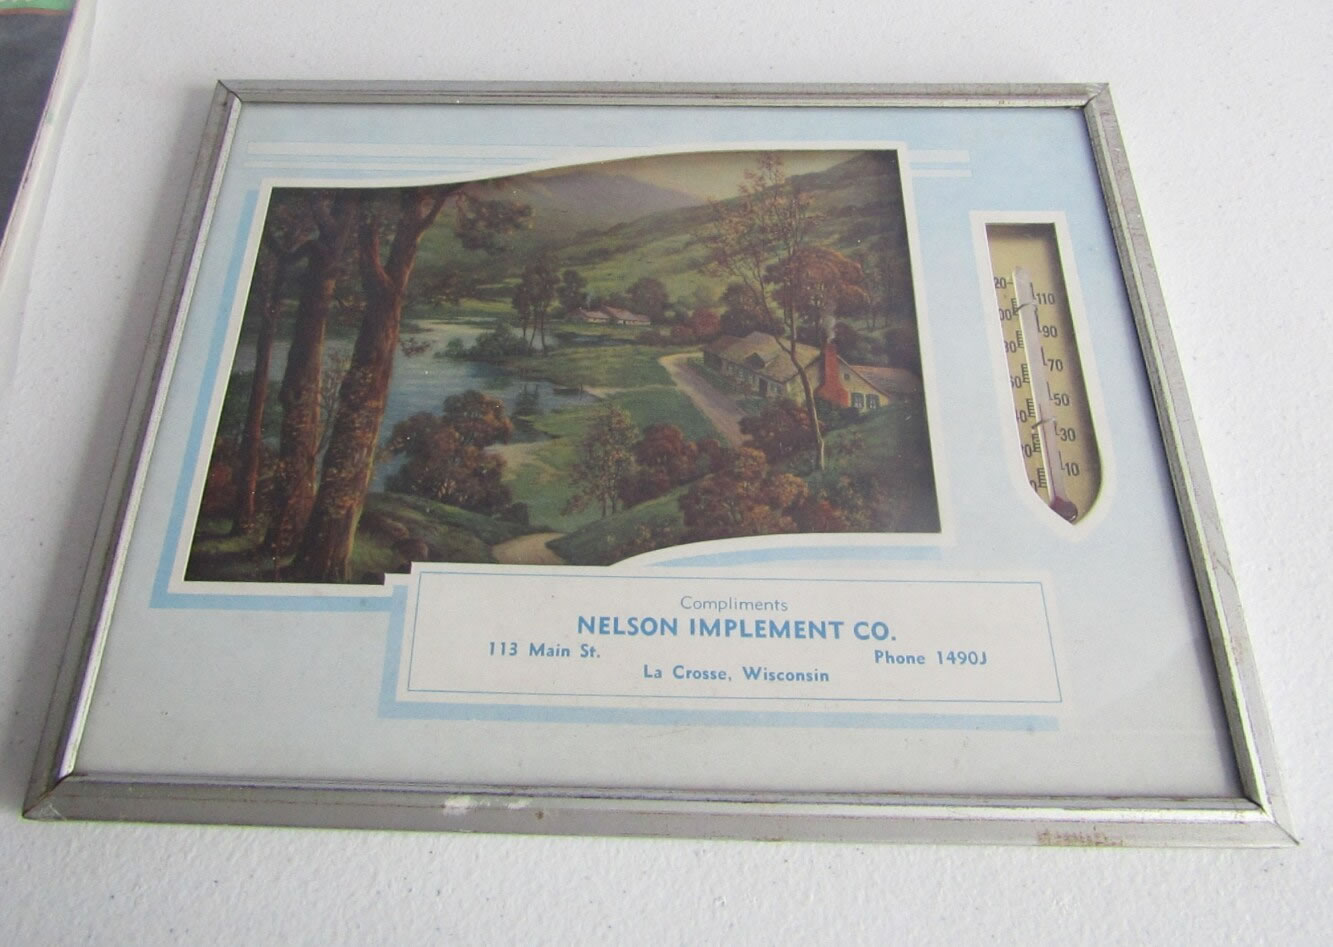 Compliments
NELSON IMPLEMENT CO.
113 Main St. Phone 1490J
La Crosse, Wisconsin
110
90
70
50
30
10